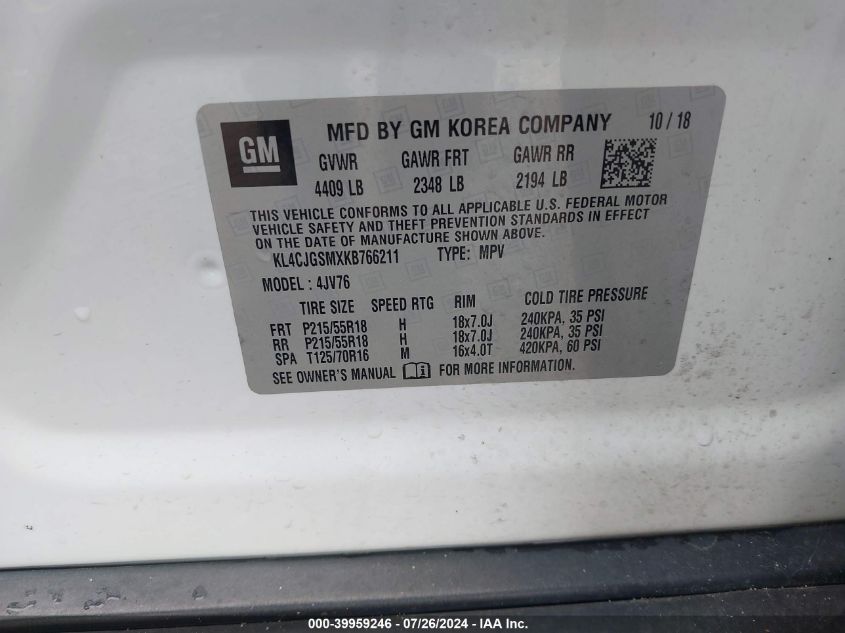 GM
MFD BY GM KOREA COMPANY 10 / 18
GVWR GAWR FRT GAWR RR
4409 LB 2348 LB 2194 LB
THIS VEHICLE CONFORMS TO ALL APPLICABLE U.S. FEDERAL MOTOR
VEHICLE SAFETY AND THEFT PREVENTION STANDARDS IN EFFECT
ON THE DATE OF MANUFACTURE SHOWN ABOVE.
KL4CJGSMXKB766211 TYPE: MPV
MODEL: 4JV76
TIRE SIZE SPEED RTG RIM COLD TIRE PRESSURE
FRT P215/55R18 H 18x7.0J 240KPA, 35 PSI
RR P215/55R18 H 18x7.0J 240KPA, 35 PSI
SPA T125/70R16 M 16x4.0T 420KPA, 60 PSI
SEE OWNER'S MANUAL FOR MORE INFORMATION.
000-39959246 - 07/26/2024 - IAAI.com